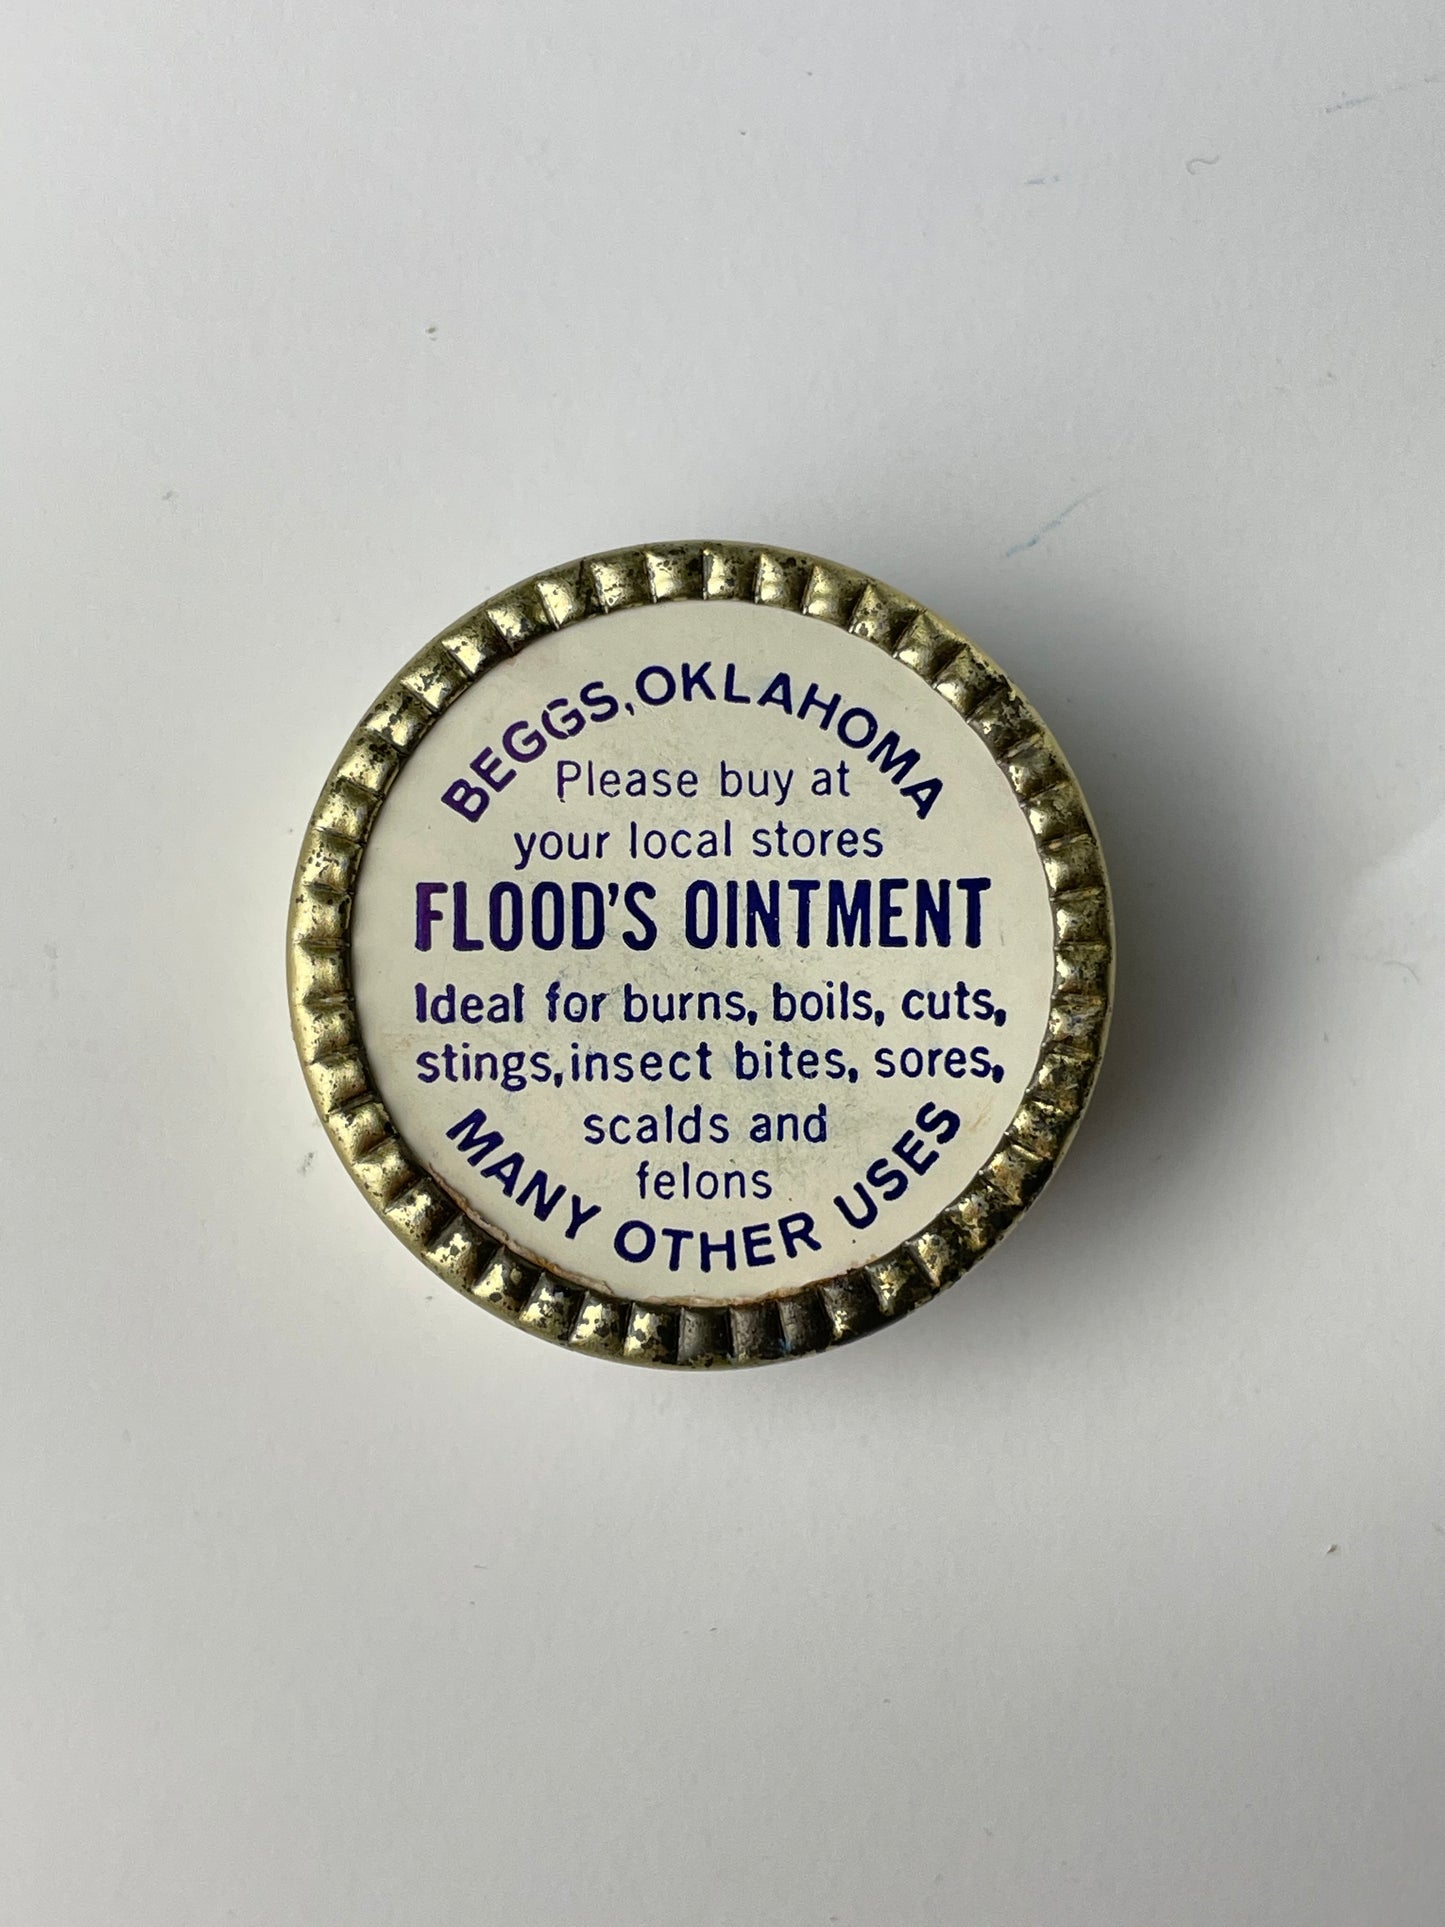 BEGGS, OKLAHOMA
Please buy at
your local stores
FLOOD'S OINTMENT
Ideal for burns, boils, cuts,
stings, insect bites, sores,
scalds and
felons
MANY OTHER USES